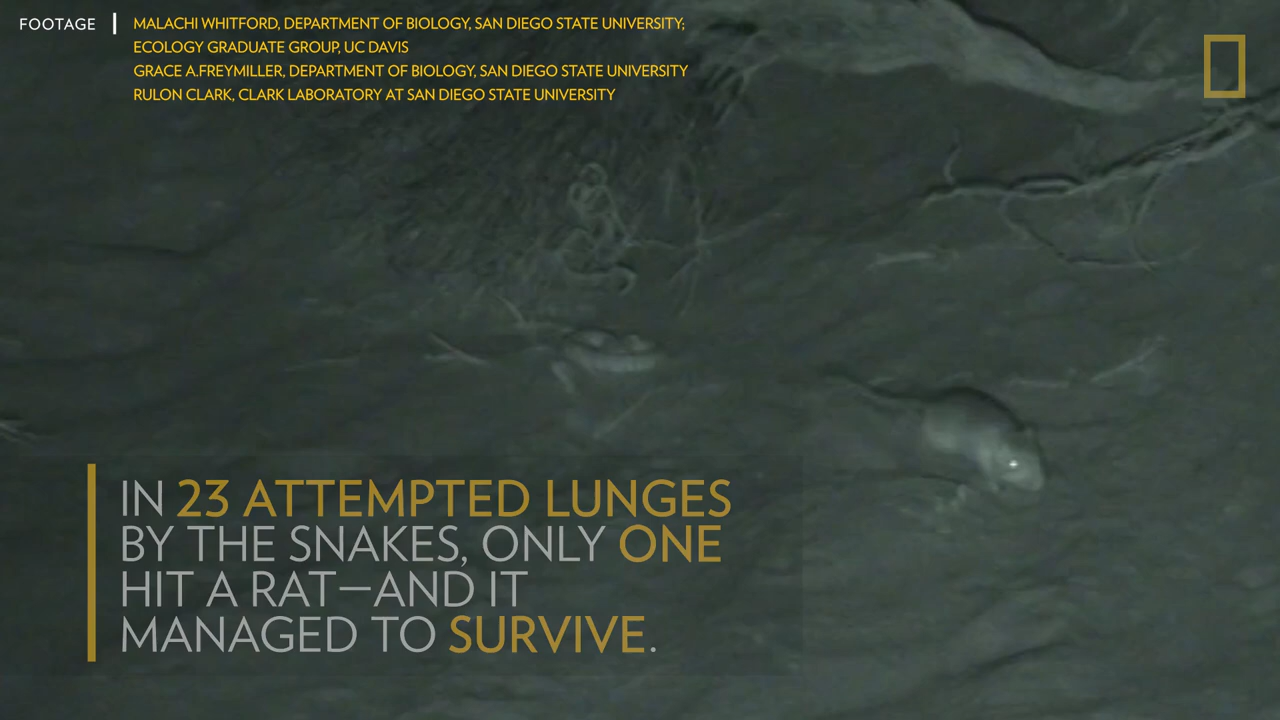 FOOTAGE
MALACHI WHITFORD, DEPARTMENT OF BIOLOGY, SAN DIEGO STATE UNIVERSITY;
ECOLOGY GRADUATE GROUP, UC DAVIS
GRACE A.FREYMILLER, DEPARTMENT OF BIOLOGY, SAN DIEGO STATE UNIVERSITY
RULON CLARK, CLARK LABORATORY AT SAN DIEGO STATE UNIVERSITY
IN 23 ATTEMPTED LUNGES
BY THE SNAKES, ONLY ONE
HIT A RAT—AND IT
MANAGED TO SURVIVE.